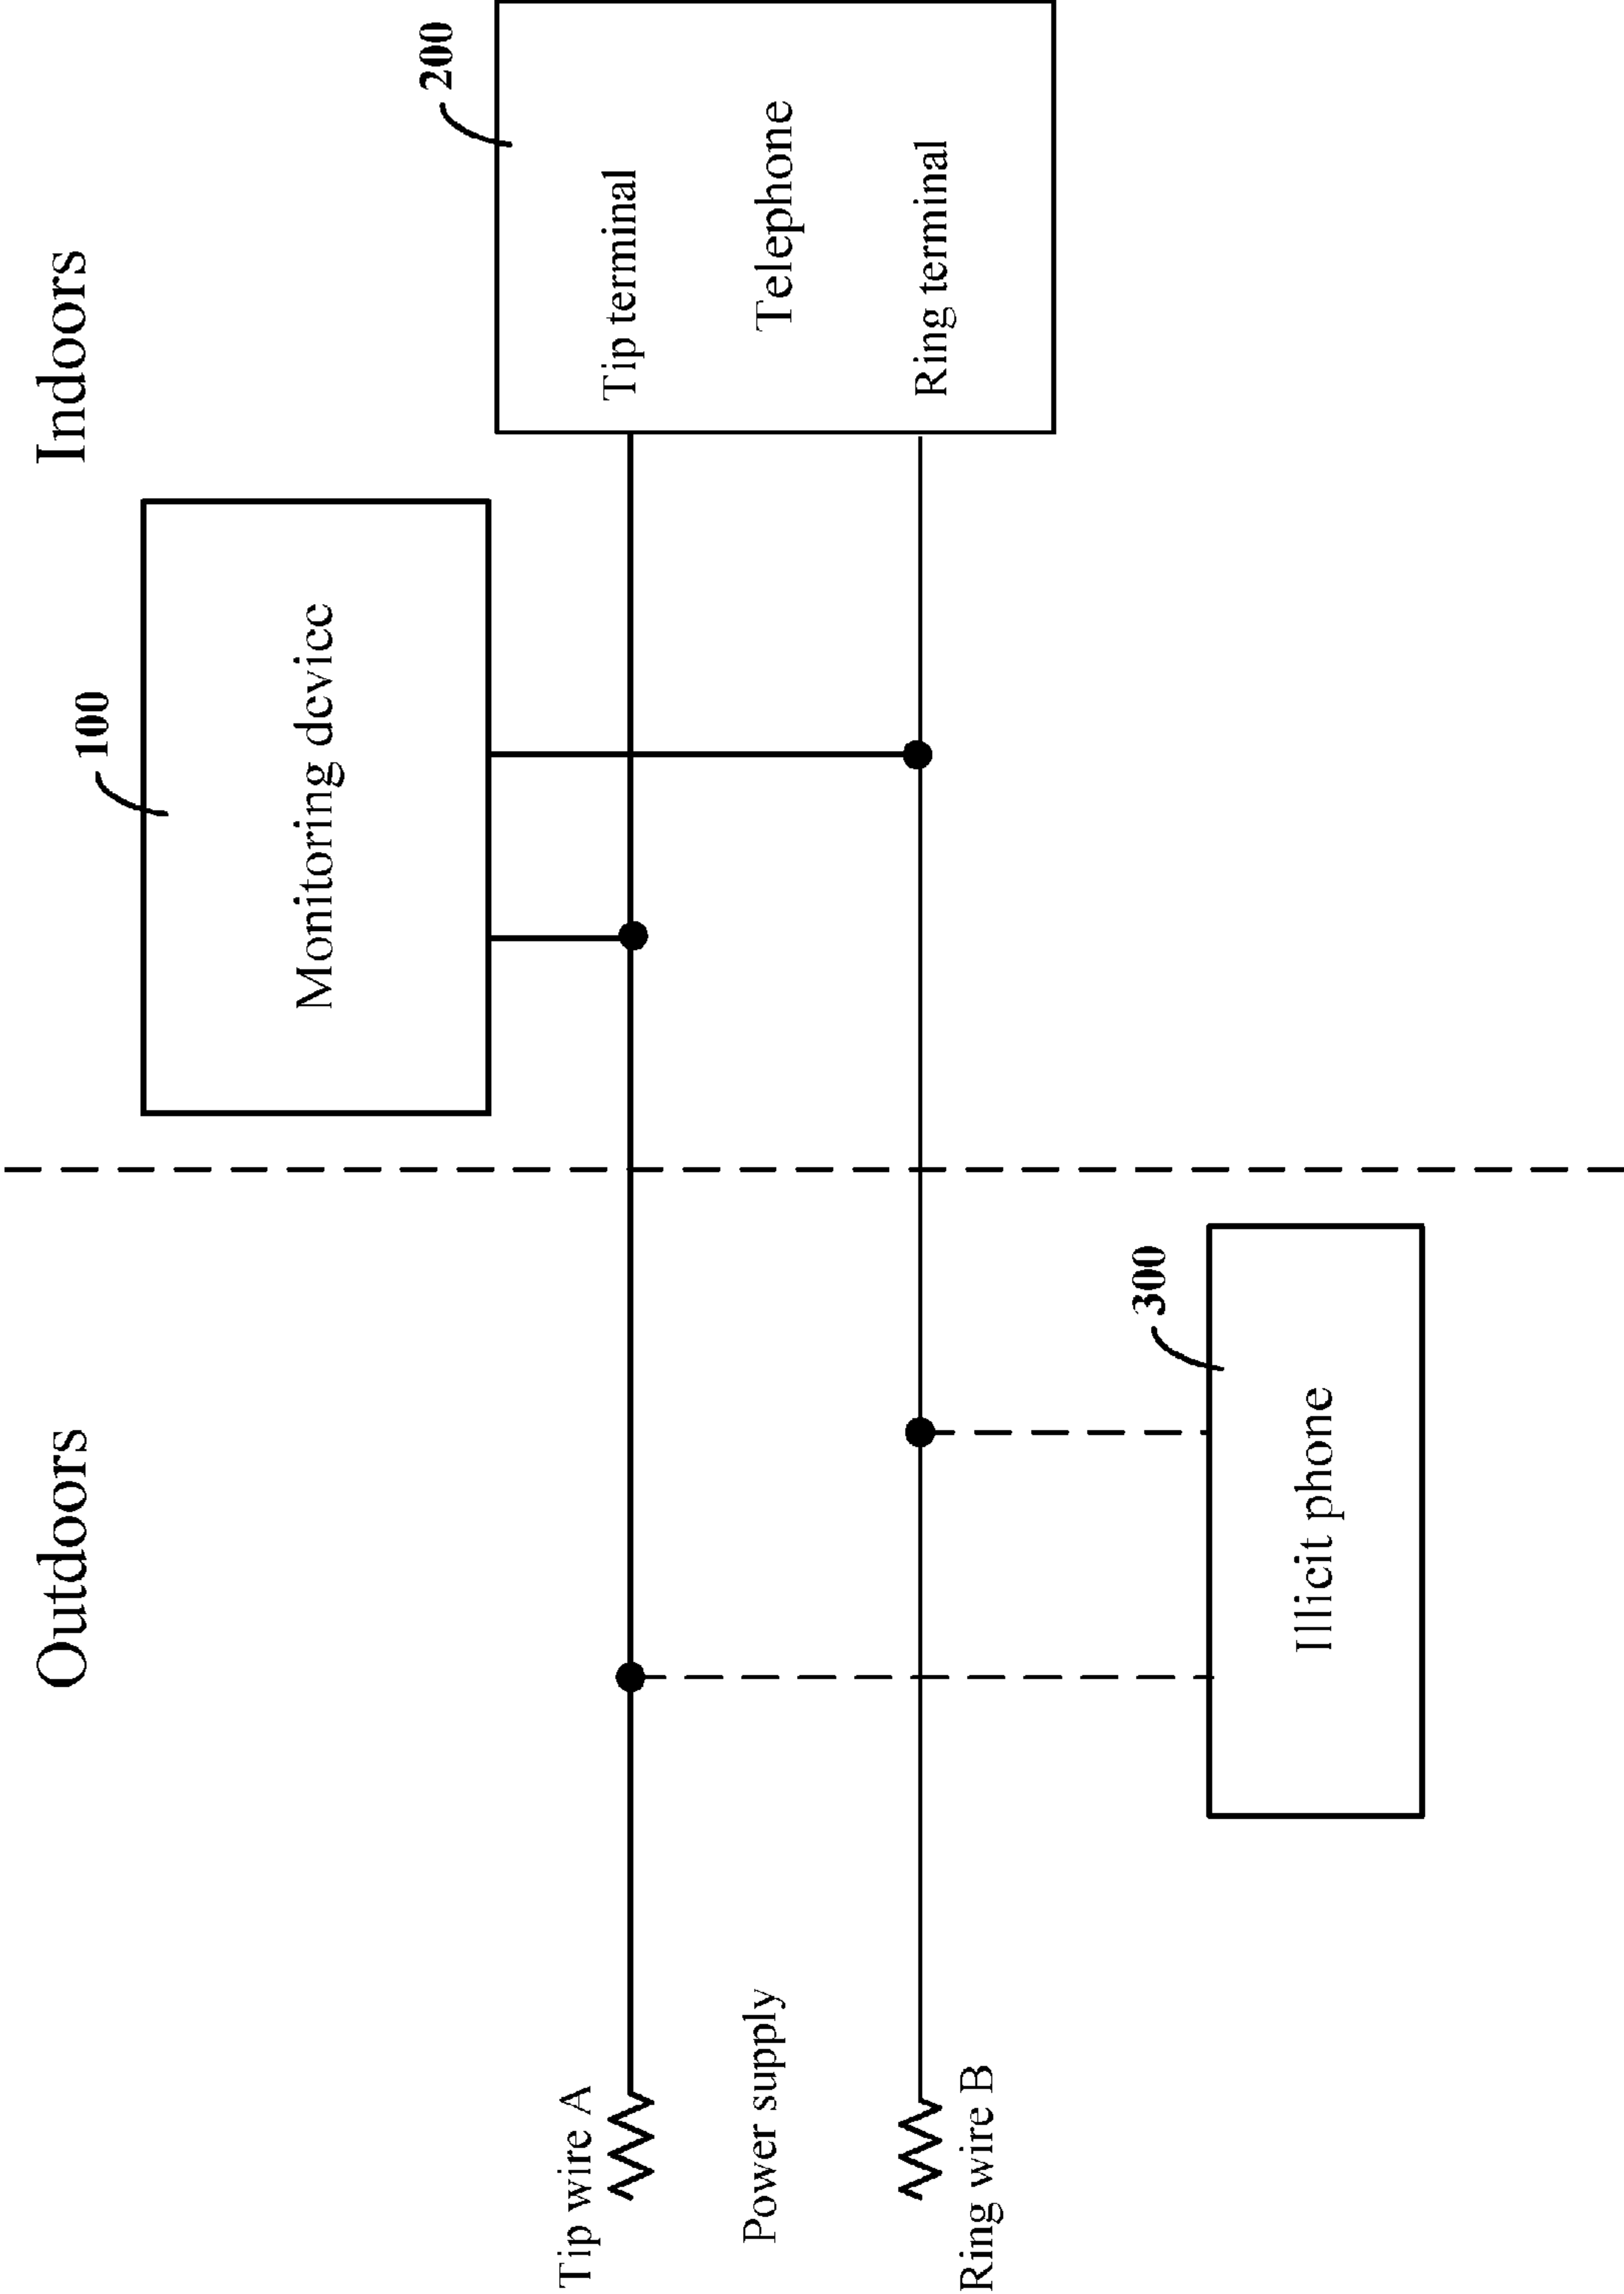 Outdoors
Indoors
100
Monitoring device
200
Tip terminal
Telephone
Ring terminal
Tip wire A
Power supply
Ring wire B
300
Illicit phone